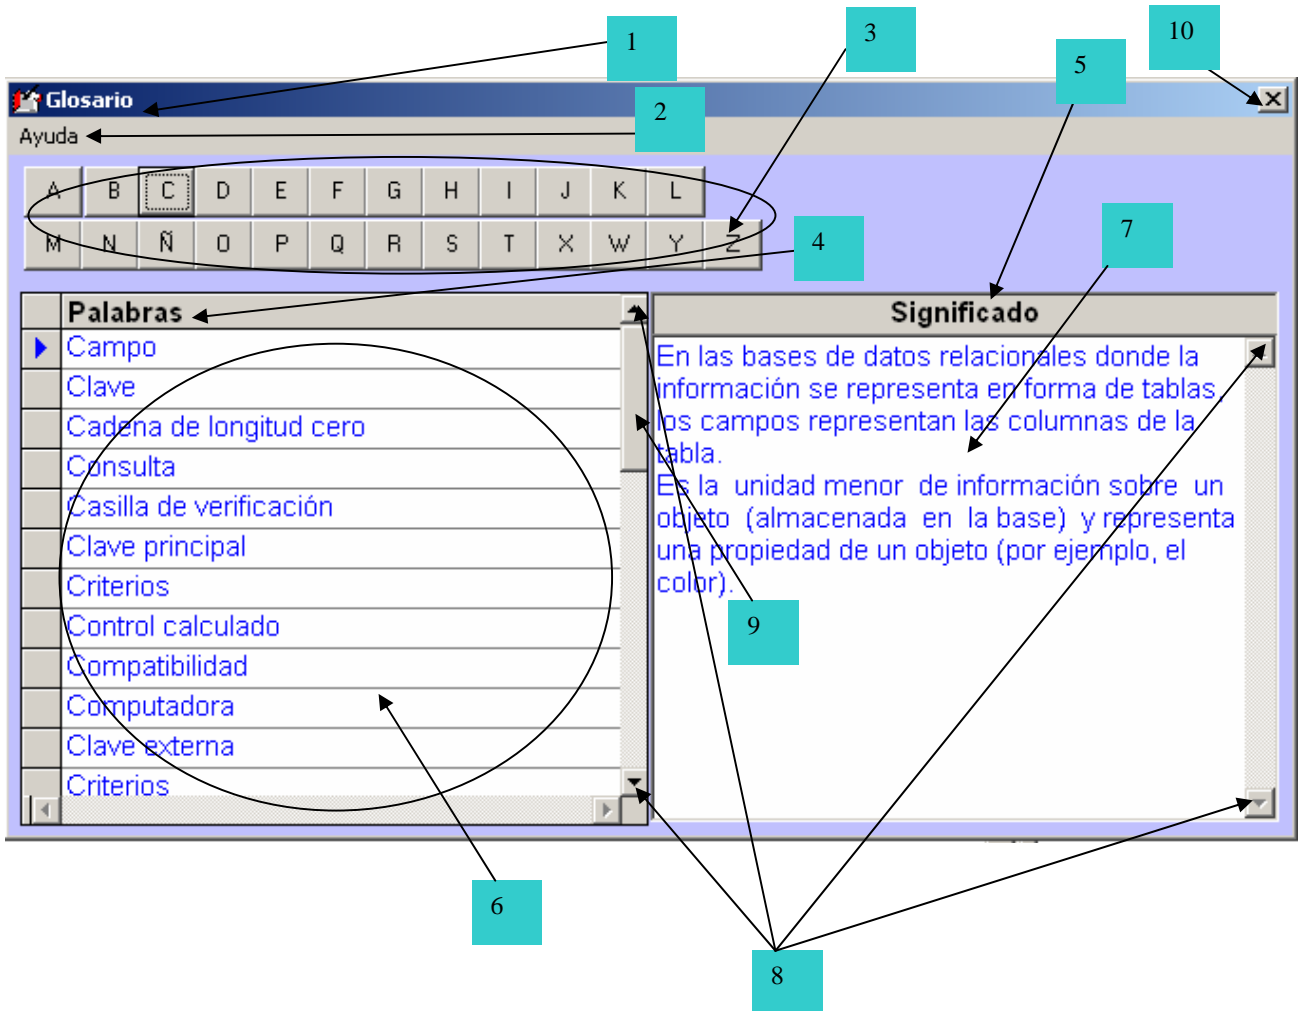 1
3
10
5
Glosario
2
Ayuda
A B C D E F G H I J K L
M N Ñ O P Q R S T X W Y Z
4
7
Palabras
Significado
Campo
Clave
Cadena de longitud cero
Consulta
Casilla de verificación
Clave principal
Criterios
Control calculado
Compatibilidad
Computadora
Clave externa
Criterios
En las bases de datos relacionales donde la
información se representa en forma de tablas,
los campos representan las columnas de la
tabla.
Es la unidad menor de información sobre un
objeto (almacenada en la base) y representa
una propiedad de un objeto (por ejemplo, el
color).
9
6
8